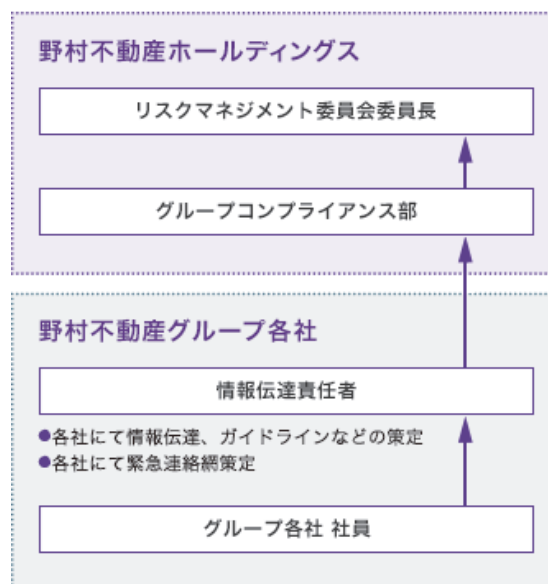 野村不動産ホールディングス
リスクマネジメント委員会委員長
グループコンプライアンス部
野村不動産グループ各社
情報伝達責任者
●各社にて情報伝達、ガイドラインなどの策定
●各社にて緊急連絡網策定
グループ各社 社員